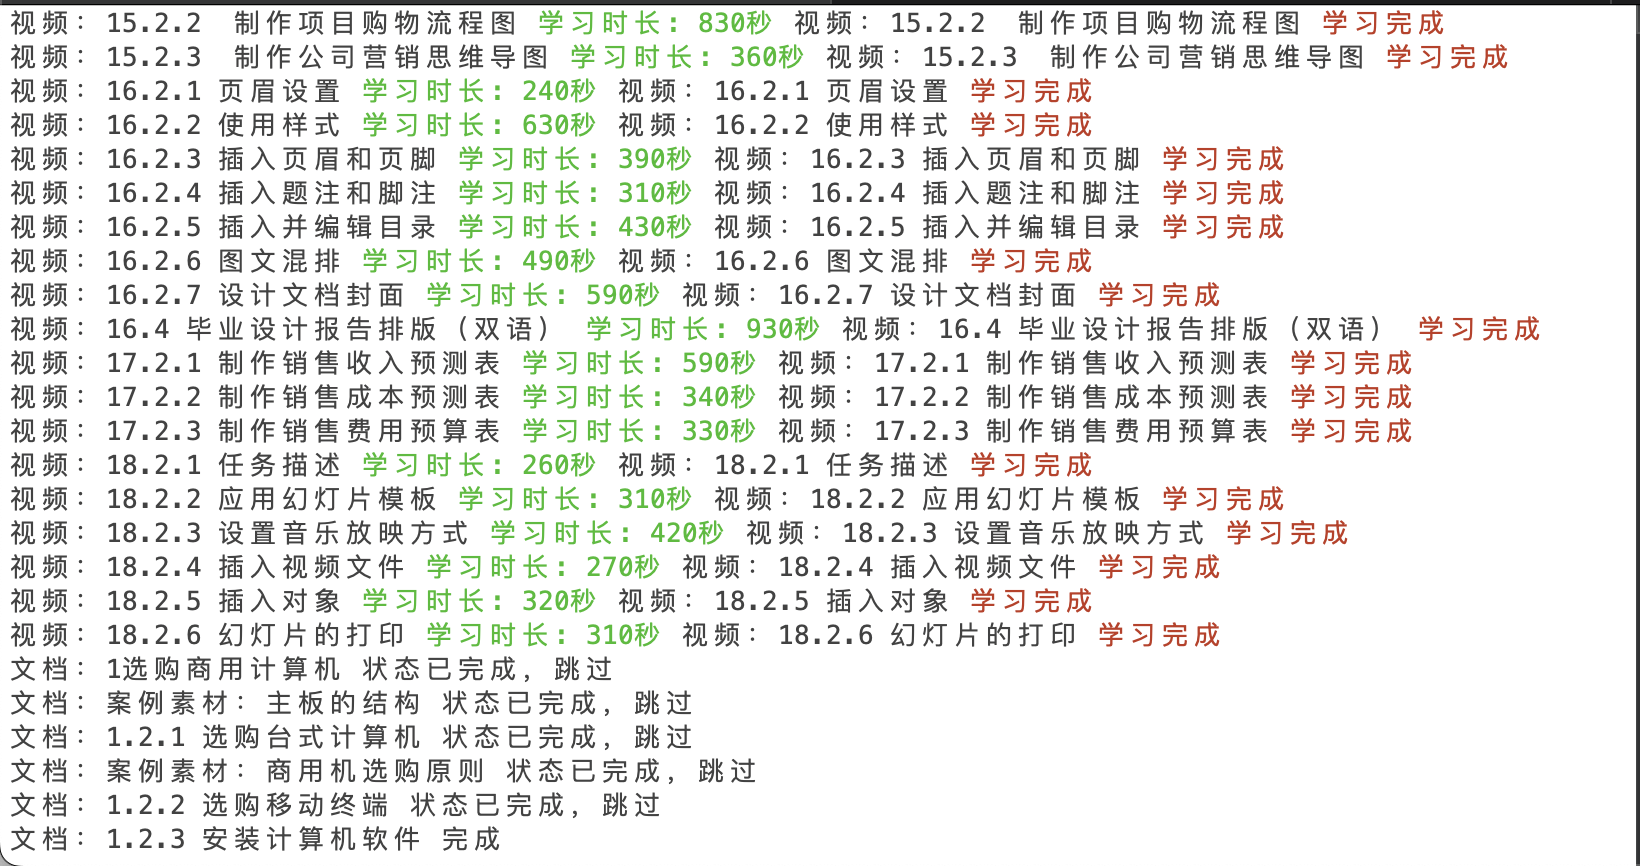 视频：15.2.2  制作项目购物流程图 学习时长：830秒 视频：15.2.2  制作项目购物流程图 学习完成
视频：15.2.3  制作公司营销思维导图 学习时长：360秒 视频：15.2.3  制作公司营销思维导图 学习完成
视频：16.2.1 页眉设置 学习时长：240秒 视频：16.2.1 页眉设置 学习完成
视频：16.2.2 使用样式 学习时长：630秒 视频：16.2.2 使用样式 学习完成
视频：16.2.3 插入页眉和页脚 学习时长：390秒 视频：16.2.3 插入页眉和页脚 学习完成
视频：16.2.4 插入题注和脚注 学习时长：310秒 视频：16.2.4 插入题注和脚注 学习完成
视频：16.2.5 插入并编辑目录 学习时长：430秒 视频：16.2.5 插入并编辑目录 学习完成
视频：16.2.6 图文混排 学习时长：490秒 视频：16.2.6 图文混排 学习完成
视频：16.2.7 设计文档封面 学习时长：590秒 视频：16.2.7 设计文档封面 学习完成
视频：16.4 毕业设计报告排版（双语） 学习时长：930秒 视频：16.4 毕业设计报告排版（双语） 学习完成
视频：17.2.1 制作销售收入预测表 学习时长：590秒 视频：17.2.1 制作销售收入预测表 学习完成
视频：17.2.2 制作销售成本预测表 学习时长：340秒 视频：17.2.2 制作销售成本预测表 学习完成
视频：17.2.3 制作销售费用预算表 学习时长：330秒 视频：17.2.3 制作销售费用预算表 学习完成
视频：18.2.1 任务描述 学习时长：260秒 视频：18.2.1 任务描述 学习完成
视频：18.2.2 应用幻灯片模板 学习时长：310秒 视频：18.2.2 应用幻灯片模板 学习完成
视频：18.2.3 设置音乐放映方式 学习时长：420秒 视频：18.2.3 设置音乐放映方式 学习完成
视频：18.2.4 插入视频文件 学习时长：270秒 视频：18.2.4 插入视频文件 学习完成
视频：18.2.5 插入对象 学习时长：320秒 视频：18.2.5 插入对象 学习完成
视频：18.2.6 幻灯片的打印 学习时长：310秒 视频：18.2.6 幻灯片的打印 学习完成
文档：1选购商用计算机 状态已完成，跳过
文档：案例素材：主板的结构 状态已完成，跳过
文档：1.2.1 选购台式计算机 状态已完成，跳过
文档：案例素材：商用机选购原则 状态已完成，跳过
文档：1.2.2 选购移动终端 状态已完成，跳过
文档：1.2.3 安装计算机软件 完成